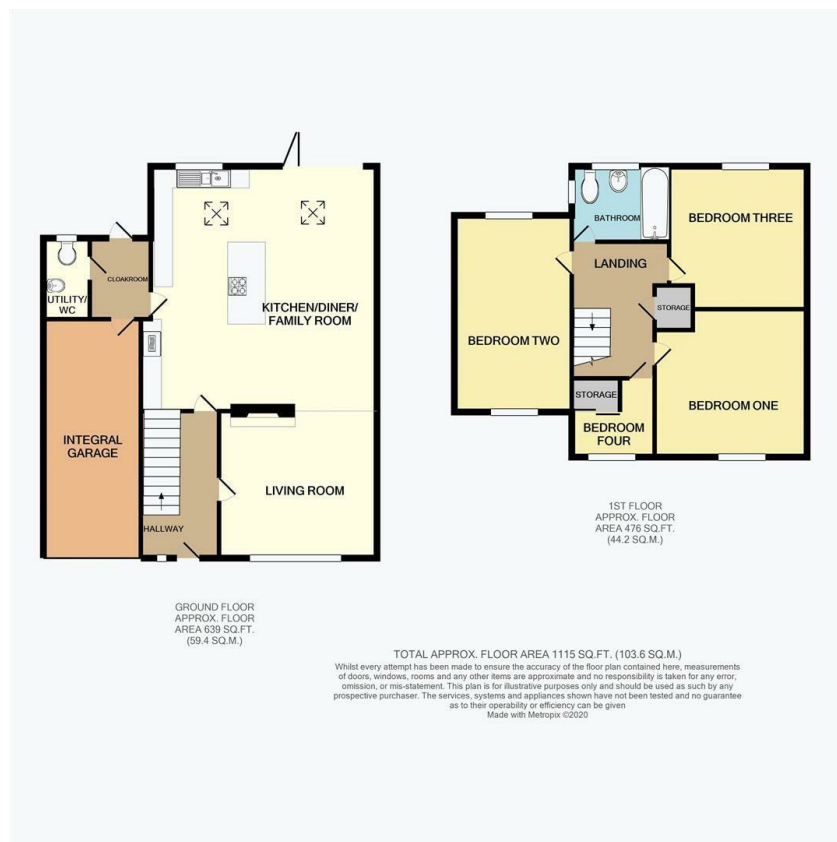 UTILITY/
WC
CLOAKROOM
KITCHEN/DINER/
FAMILY ROOM
INTEGRAL
GARAGE
LIVING ROOM
HALLWAY
GROUND FLOOR
APPROX. FLOOR
AREA 639 SQ.FT.
(59.4 SQ.M.)
BATHROOM
BEDROOM THREE
LANDING
STORAGE
BEDROOM TWO
STORAGE
BEDROOM
FOUR
BEDROOM ONE
1ST FLOOR
APPROX. FLOOR
AREA 476 SQ.FT.
(44.2 SQ.M.)
TOTAL APPROX. FLOOR AREA 1115 SQ.FT. (103.6 SQ.M.)
Whilst every attempt has been made to ensure the accuracy of the floor plan contained here, measurements
of doors, windows, rooms and any other items are approximate and no responsibility is taken for any error,
omission, or mis-statement. This plan is for illustrative purposes only and should be used as such by any
prospective purchaser. The services, systems and appliances shown have not been tested and no guarantee
as to their operability or efficiency can be given
Made with Metropix ©2020